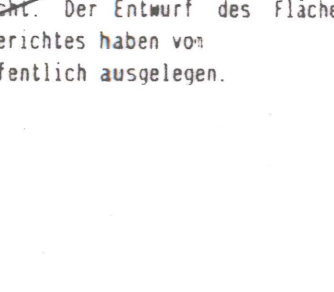 cht. Der Entwurf des Fläche
erichtes haben vom
fentlich ausgelegen.